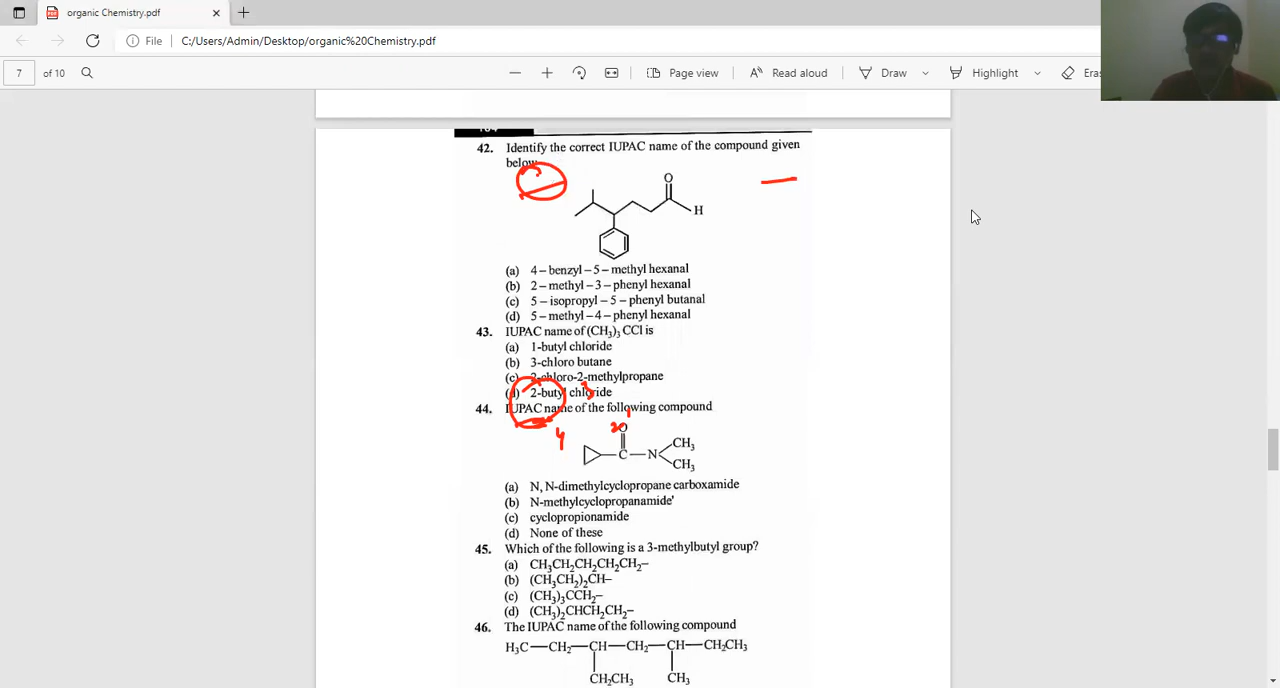 organic Chemistry.pdf
File C:/Users/Admin/Desktop/organic%20Chemistry.pdf
7 of 10 Page view Read aloud Draw Highlight
42. Identify the correct IUPAC name of the compound given
below
O
H
(a) 4 – benzyl – 5 – methyl hexanal
(b) 2 – methyl – 3 – phenyl hexanal
(c) 5 – isopropyl – 5 – phenyl butanal
(d) 5 – methyl – 4 – phenyl hexanal
43. IUPAC name of (CH₃)₃ CCl is
(a) 1-butyl chloride
(b) 3-chloro butane
(c) 2-chloro-2-methylpropane
(d) 2-butyl chloride
44. IUPAC name of the following compound
4
O
C—N
CH₃
CH₃
(a) N, N-dimethylcyclopropane carboxamide
(b) N-methylcyclopropanamide'
(c) cyclopropionamide
(d) None of these
45. Which of the following is a 3-methylbutyl group?
(a) CH₃CH₂CH₂CH₂CH₂–
(b) (CH₃CH₂)₂CH–
(c) (CH₃)₃CCH₂–
(d) (CH₃)₂CHCH₂CH₂–
46. The IUPAC name of the following compound
H₃C—CH₂—CH—CH₂—CH—CH₂CH₃
CH₂CH₃ CH₃